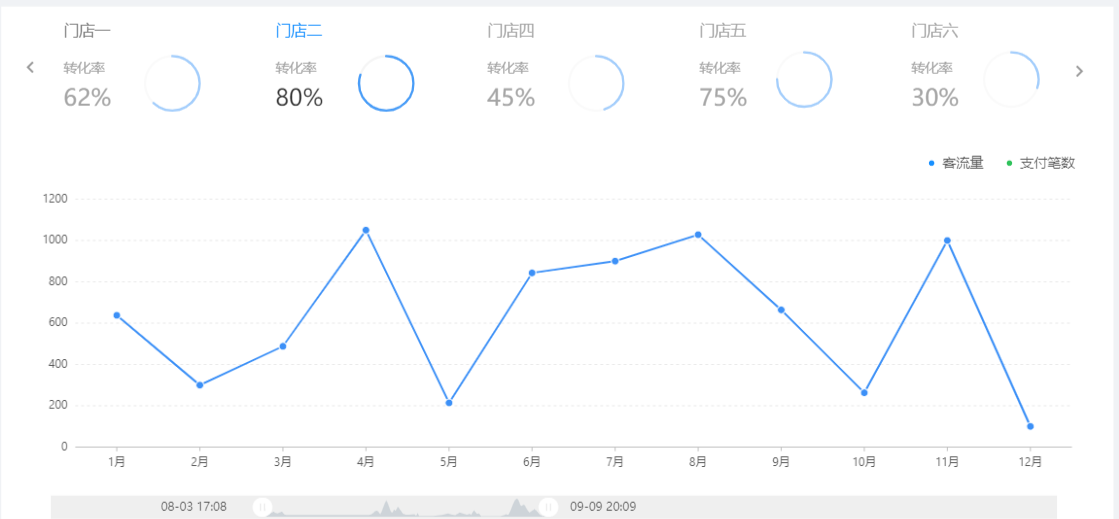 门店一 门店二 门店四 门店五 门店六
转化率 转化率 转化率 转化率 转化率
62% 80% 45% 75% 30%
客流量 支付笔数
1200
1000
800
600
400
200
0
1月 2月 3月 4月 5月 6月 7月 8月 9月 10月 11月 12月
08-03 17:08 09-09 20:09